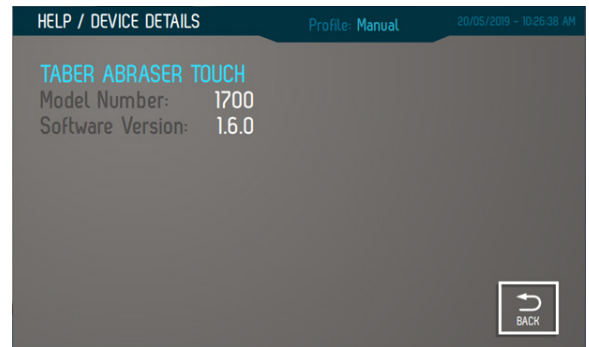 HELP / DEVICE DETAILS
Profile: Manual
20/05/2019 - 10:26:38 AM
TABER ABRASER TOUCH
Model Number: 1700
Software Version: 1.6.0
BACK